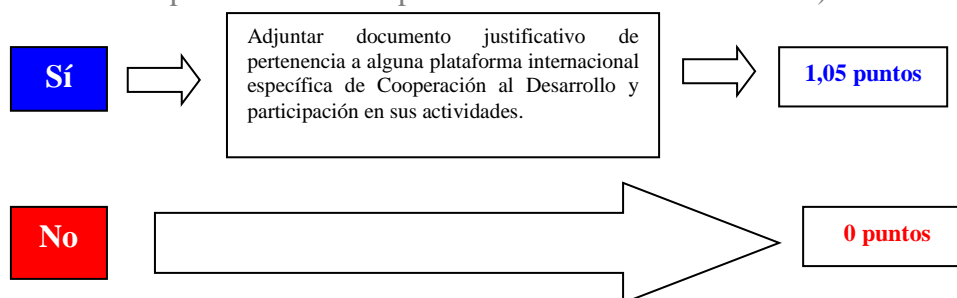 Sí
Adjuntar documento justificativo de
pertenencia a alguna plataforma internacional
específica de Cooperación al Desarrollo y
participación en sus actividades.
1,05 puntos
No
0 puntos